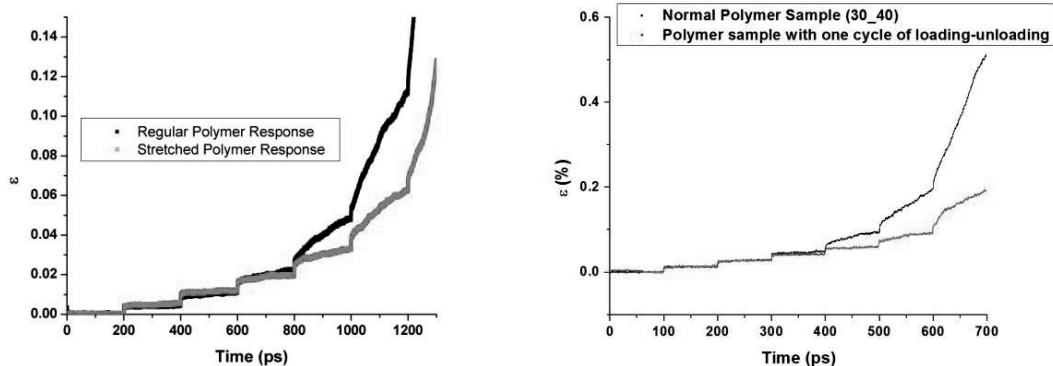 0.14
0.12
0.10
0.08
0.06
0.04
0.02
0.00
ε
Regular Polymer Response
Stretched Polymer Response
0 200 400 600 800 1000 1200
Time (ps)
Normal Polymer Sample (30_40)
Polymer sample with one cycle of loading-unloading
0.6
0.4
0.2
0.0
ε (%)
0 100 200 300 400 500 600 700
Time (ps)